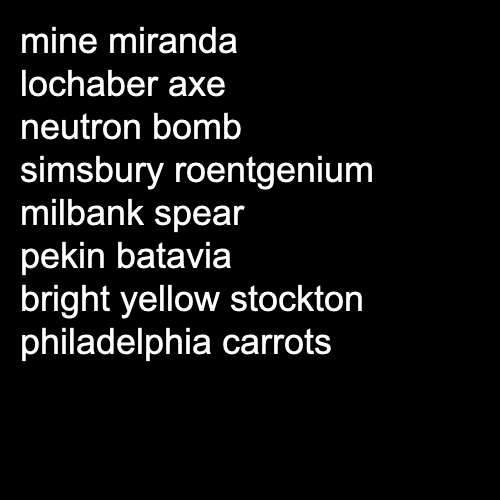 mine miranda
lochaber axe
neutron bomb
simsbury roentgenium
milbank spear
pekin batavia
bright yellow stockton
philadelphia carrots